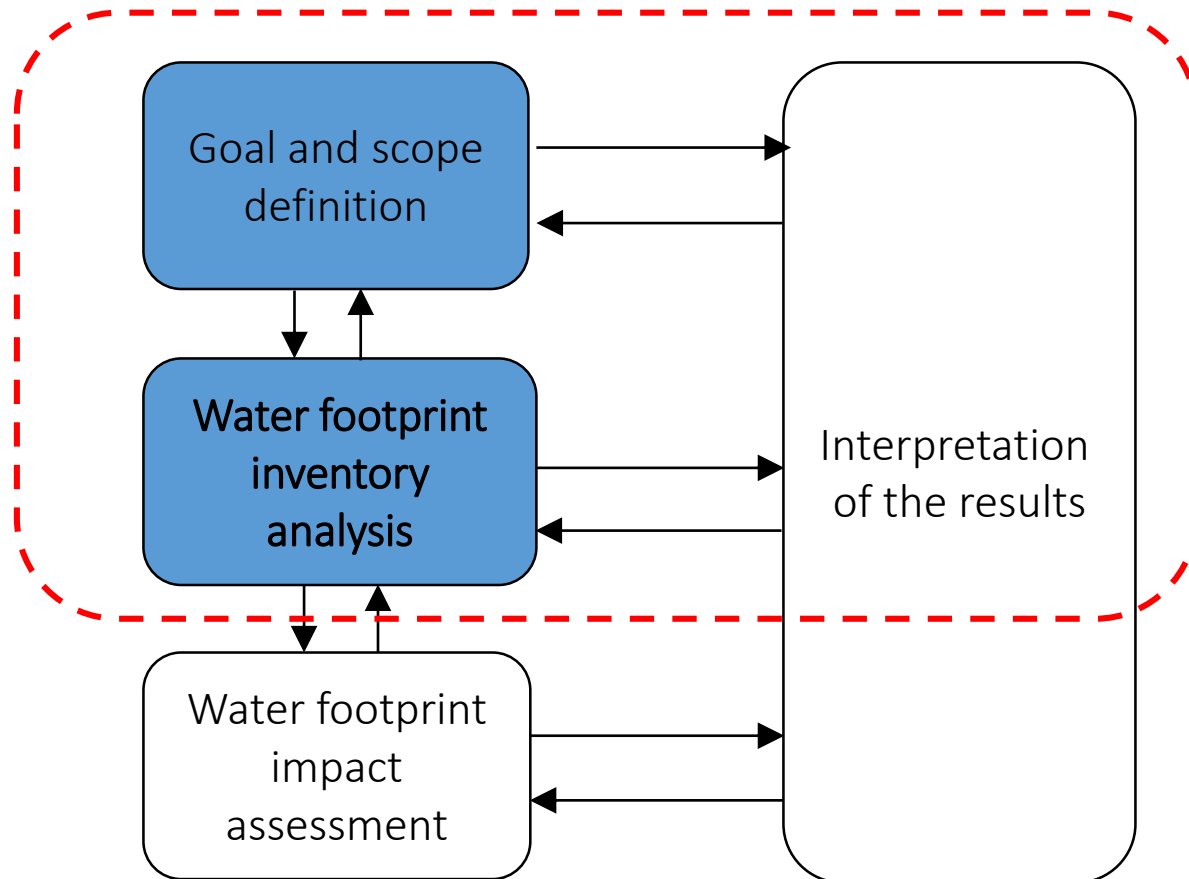 Goal and scope
definition
Water footprint
inventory
analysis
Interpretation
of the results
Water footprint
impact
assessment